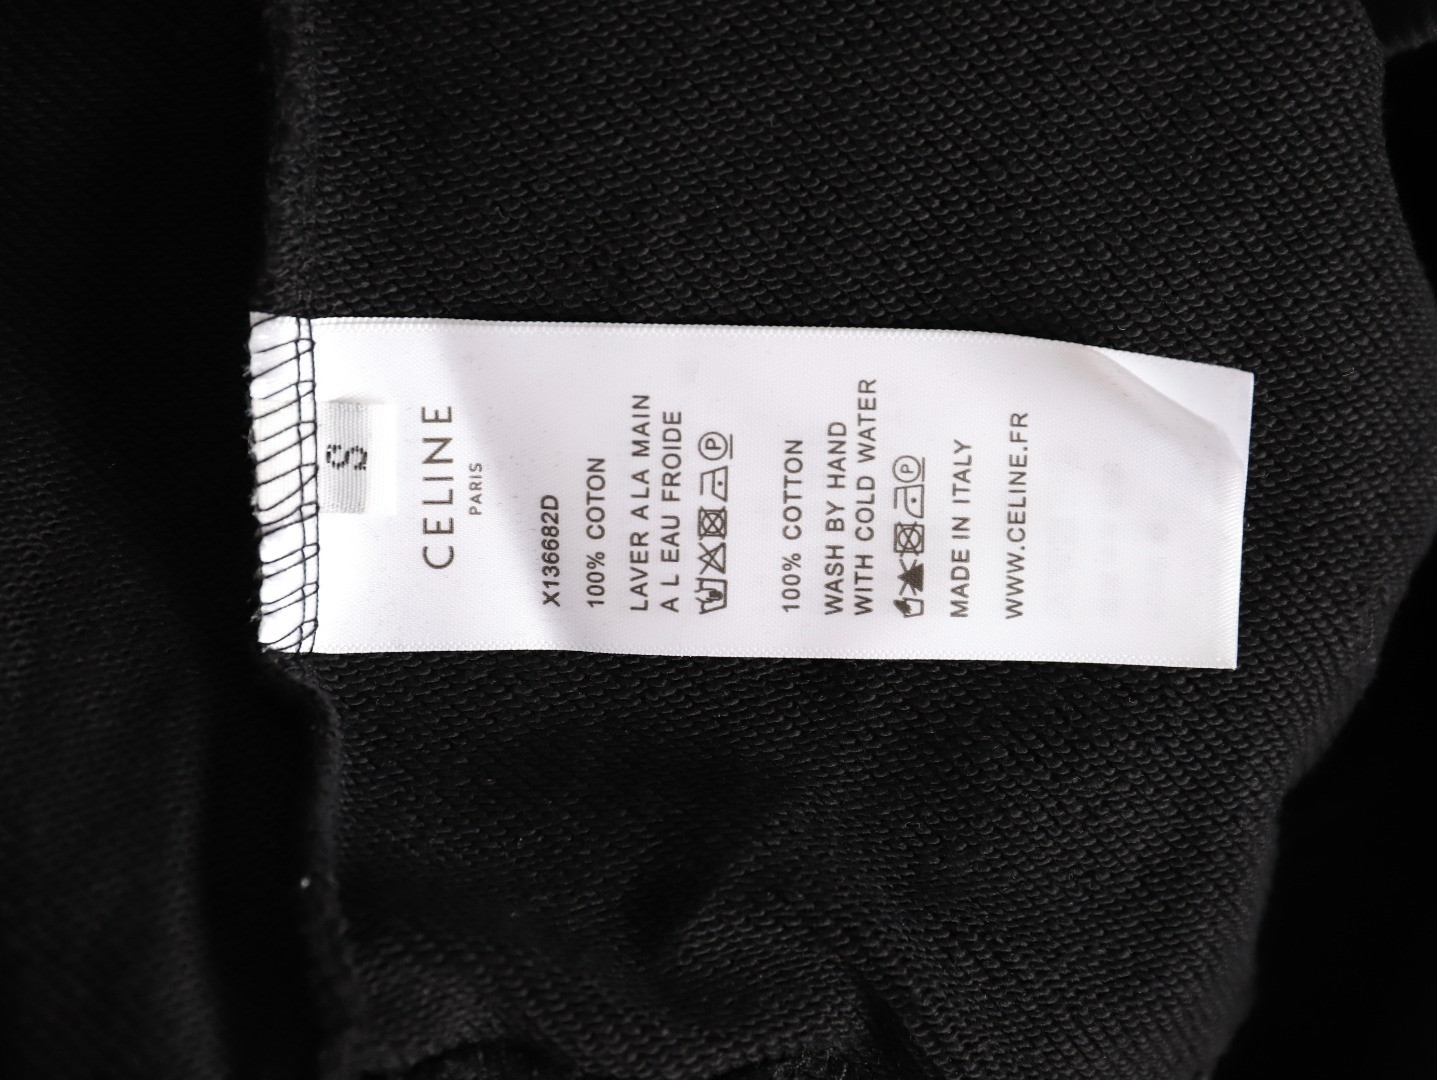 S
CELINE
PARIS
X136682D
100% COTON
LAVER A LA MAIN
A L EAU FROIDE
P
100% COTTON
WASH BY HAND
WITH COLD WATER
P
MADE IN ITALY
WWW.CELINE.FR